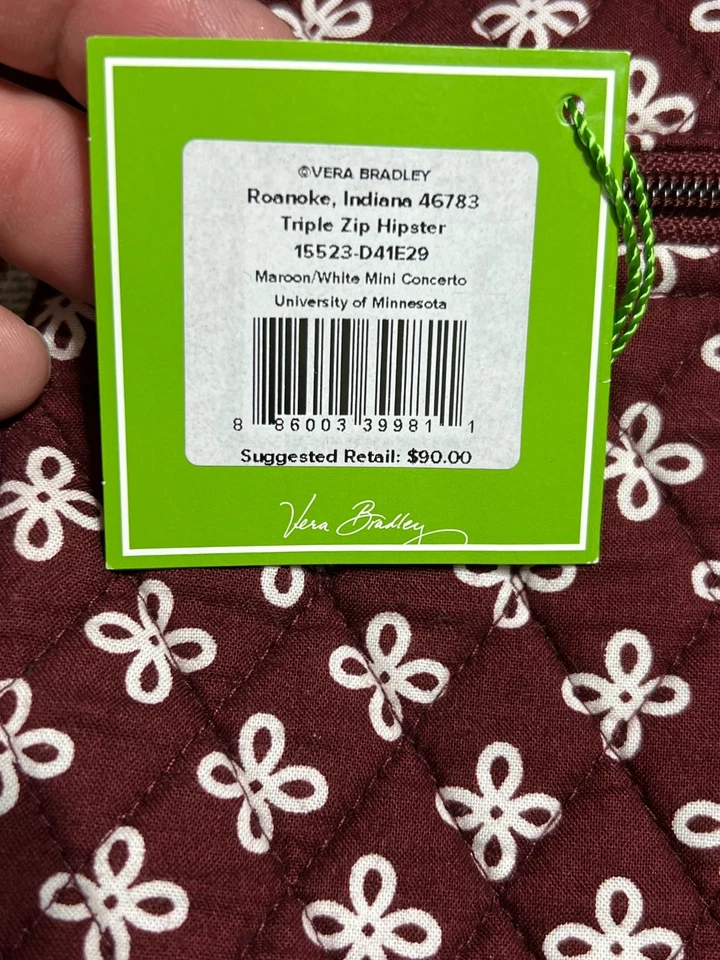 ©VERA BRADLEY
Roanoke, Indiana 46783
Triple Zip Hipster
15523-D41E29
Maroon/White Mini Concerto
University of Minnesota
8 86003 39981 1
Suggested Retail: $90.00
Vera Bradley